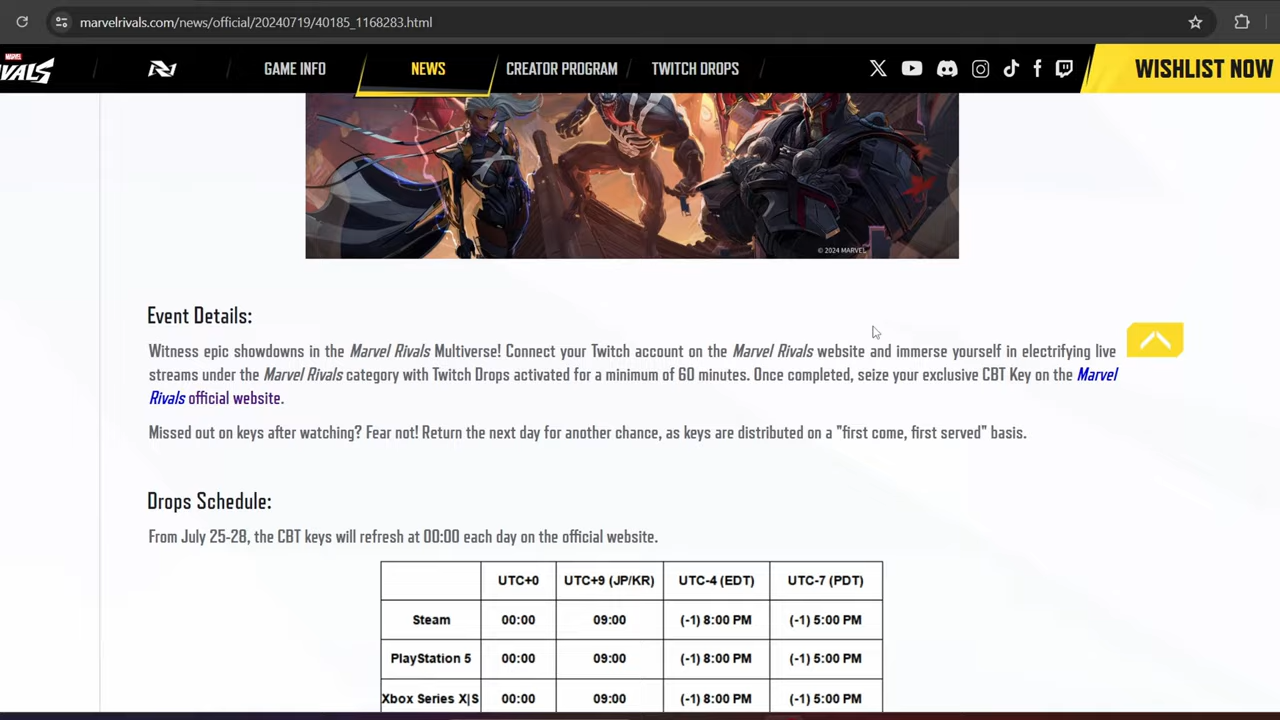 marvelrivals.com/news/official/20240719/40185_1168283.html
MARVEL
VALS
GAME INFO NEWS CREATOR PROGRAM TWITCH DROPS WISHLIST NOW
© 2024 MARVEL
Event Details:
Witness epic showdowns in the Marvel Rivals Multiverse! Connect your Twitch account on the Marvel Rivals website and immerse yourself in electrifying live
streams under the Marvel Rivals category with Twitch Drops activated for a minimum of 60 minutes. Once completed, seize your exclusive CBT Key on the Marvel
Rivals official website.
Missed out on keys after watching? Fear not! Return the next day for another chance, as keys are distributed on a "first come, first served" basis.
Drops Schedule:
From July 25-28, the CBT keys will refresh at 00:00 each day on the official website.
UTC+0 UTC+9 (JP/KR) UTC-4 (EDT) UTC-7 (PDT)
Steam 00:00 09:00 (-1) 8:00 PM (-1) 5:00 PM
PlayStation 5 00:00 09:00 (-1) 8:00 PM (-1) 5:00 PM
Xbox Series X|S 00:00 09:00 (-1) 8:00 PM (-1) 5:00 PM